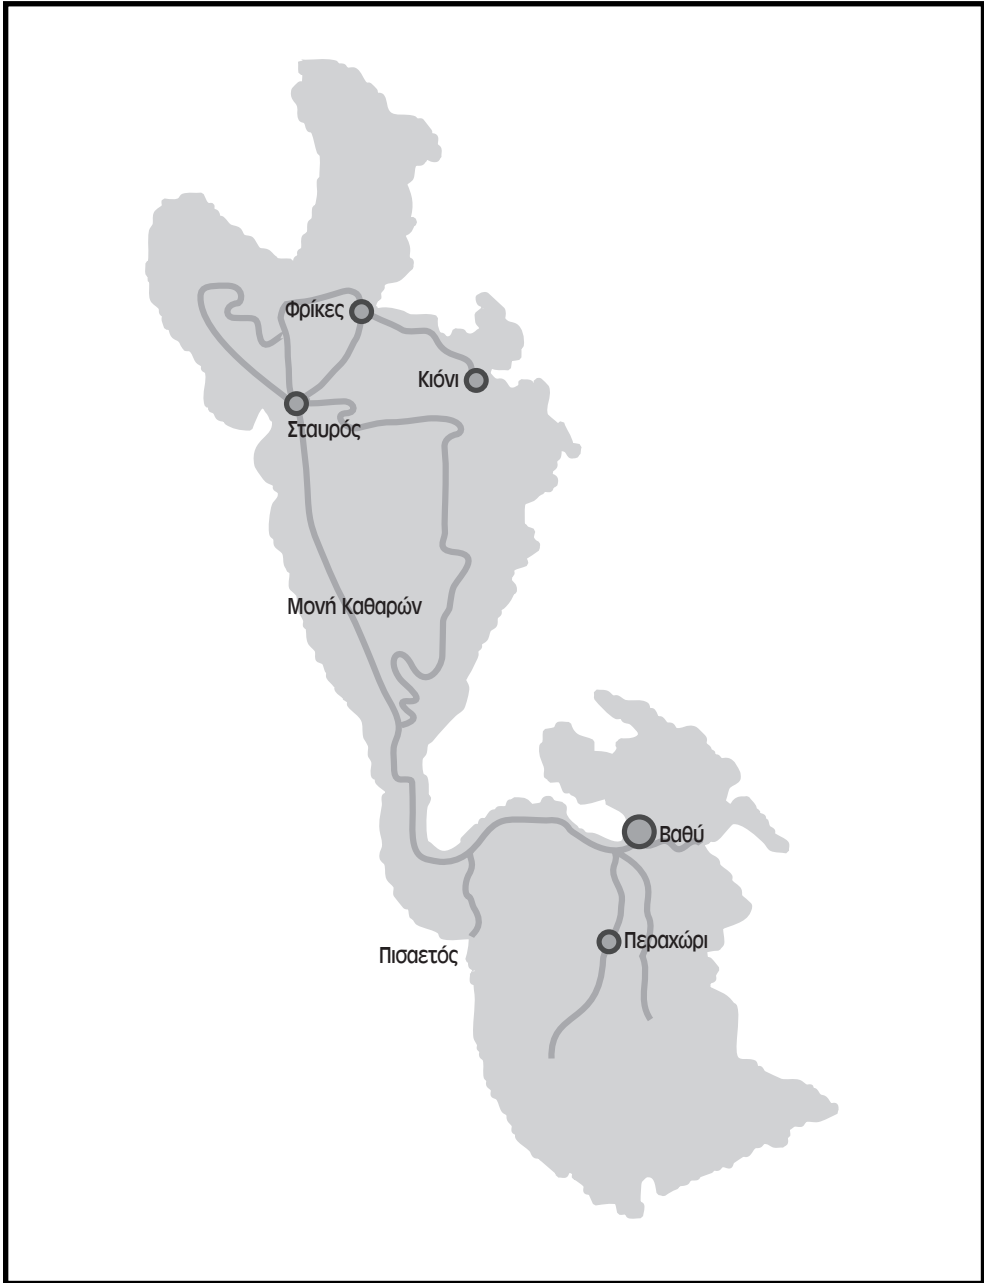 Φρίκες
Κιόνι
Σταυρός
Μονή Καθαρών
Βαθύ
Περαχώρι
Πισαετός